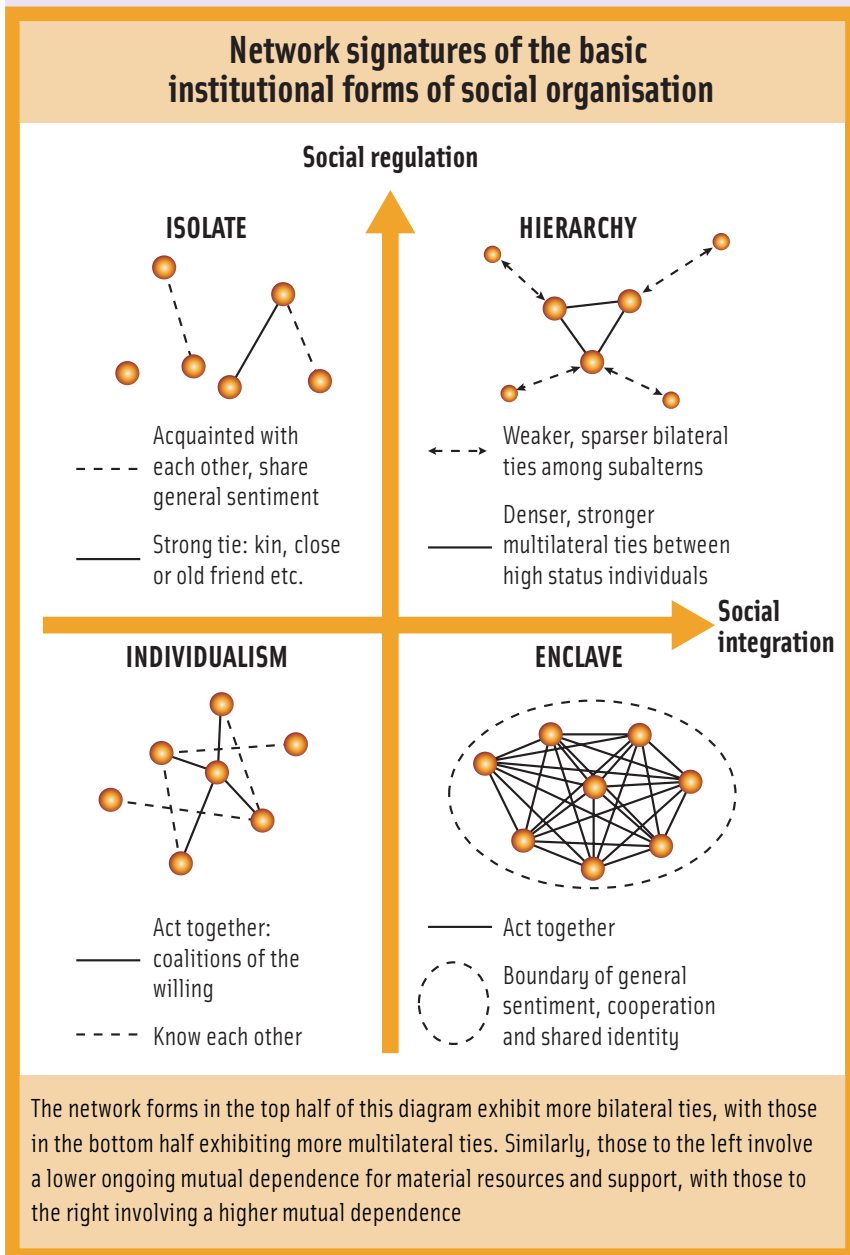 Network signatures of the basic
institutional forms of social organisation
Social regulation
ISOLATE
Acquainted with
each other, share
general sentiment
Strong tie: kin, close
or old friend etc.
HIERARCHY
Weaker, sparser bilateral
ties among subalterns
Denser, stronger
multilateral ties between
high status individuals
Social
integration
INDIVIDUALISM
Act together:
coalitions of the
willing
Know each other
ENCLAVE
Act together
Boundary of general
sentiment, cooperation
and shared identity
The network forms in the top half of this diagram exhibit more bilateral ties, with those
in the bottom half exhibiting more multilateral ties. Similarly, those to the left involve
a lower ongoing mutual dependence for material resources and support, with those to
the right involving a higher mutual dependence